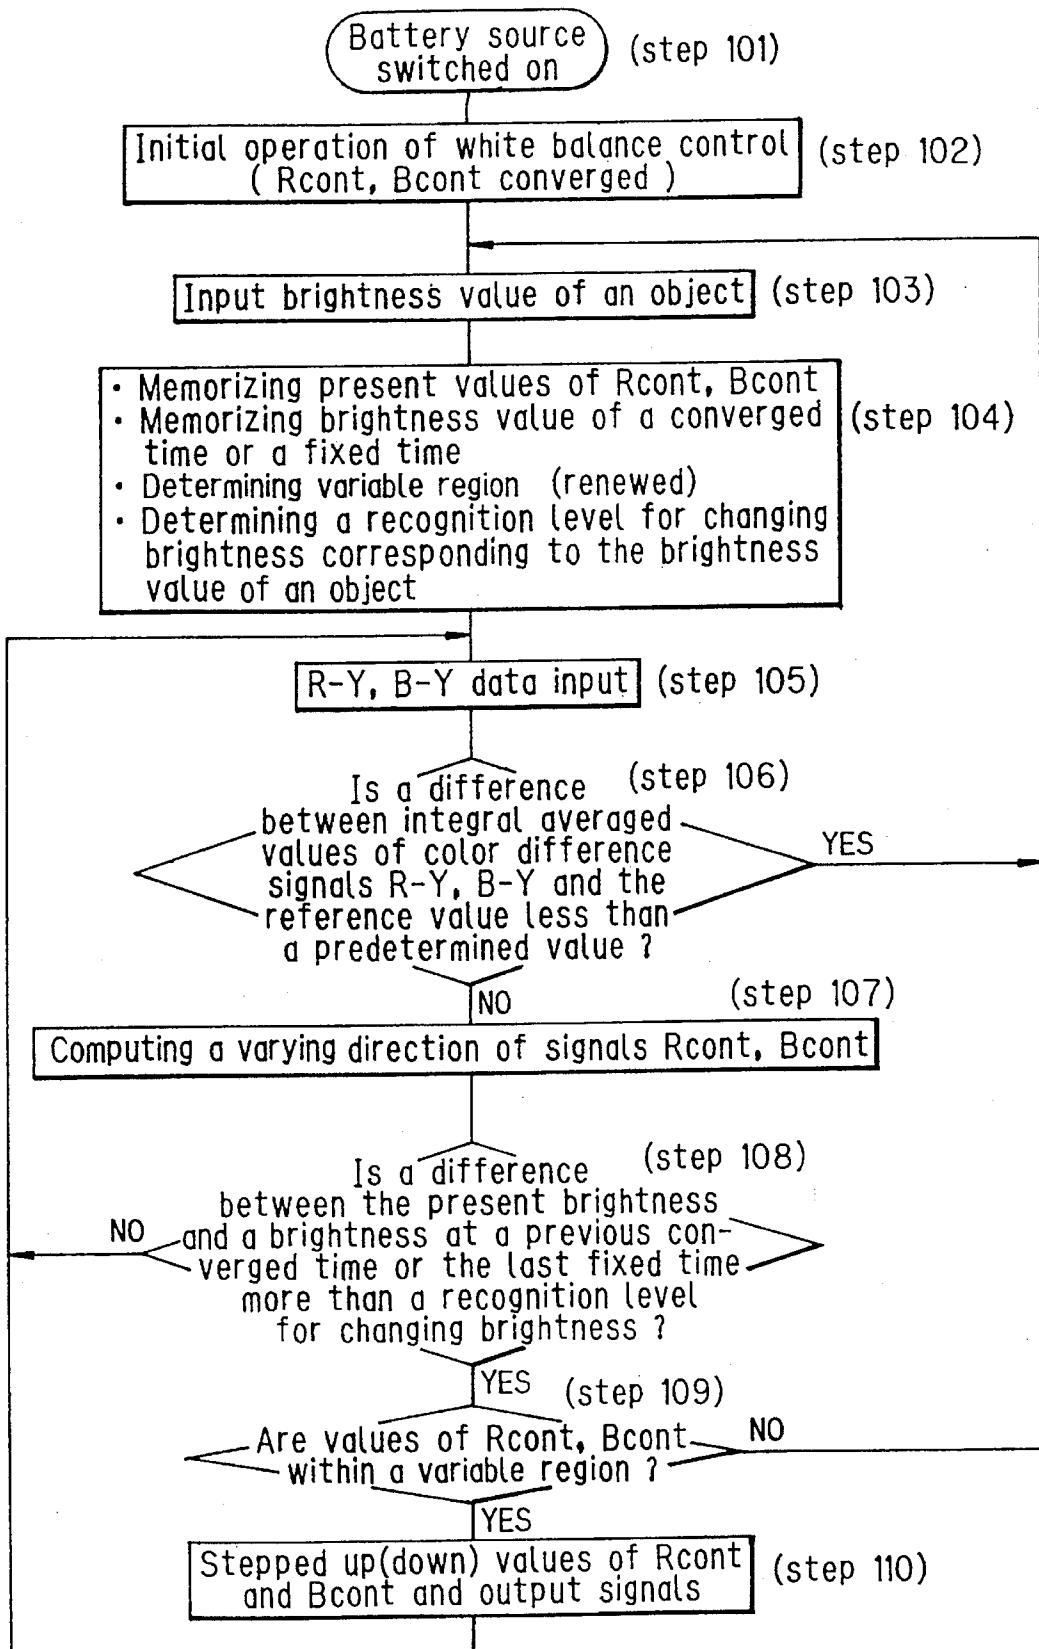 Battery source
switched on
(step 101)
Initial operation of white balance control
( Rcont, Bcont converged )
(step 102)
Input brightness value of an object
(step 103)
· Memorizing present values of Rcont, Bcont
· Memorizing brightness value of a converged
time or a fixed time
· Determining variable region (renewed)
· Determining a recognition level for changing
brightness corresponding to the brightness
value of an object
(step 104)
R-Y, B-Y data input
(step 105)
(step 106)
Is a difference
between integral averaged
values of color difference
signals R-Y, B-Y and the
reference value less than
a predetermined value ?
YES
NO
(step 107)
Computing a varying direction of signals Rcont, Bcont
(step 108)
Is a difference
between the present brightness
and a brightness at a previous con-
verged time or the last fixed time
more than a recognition level
for changing brightness ?
NO
YES
(step 109)
Are values of Rcont, Bcont
within a variable region ?
NO
YES
Stepped up(down) values of Rcont
and Bcont and output signals
(step 110)